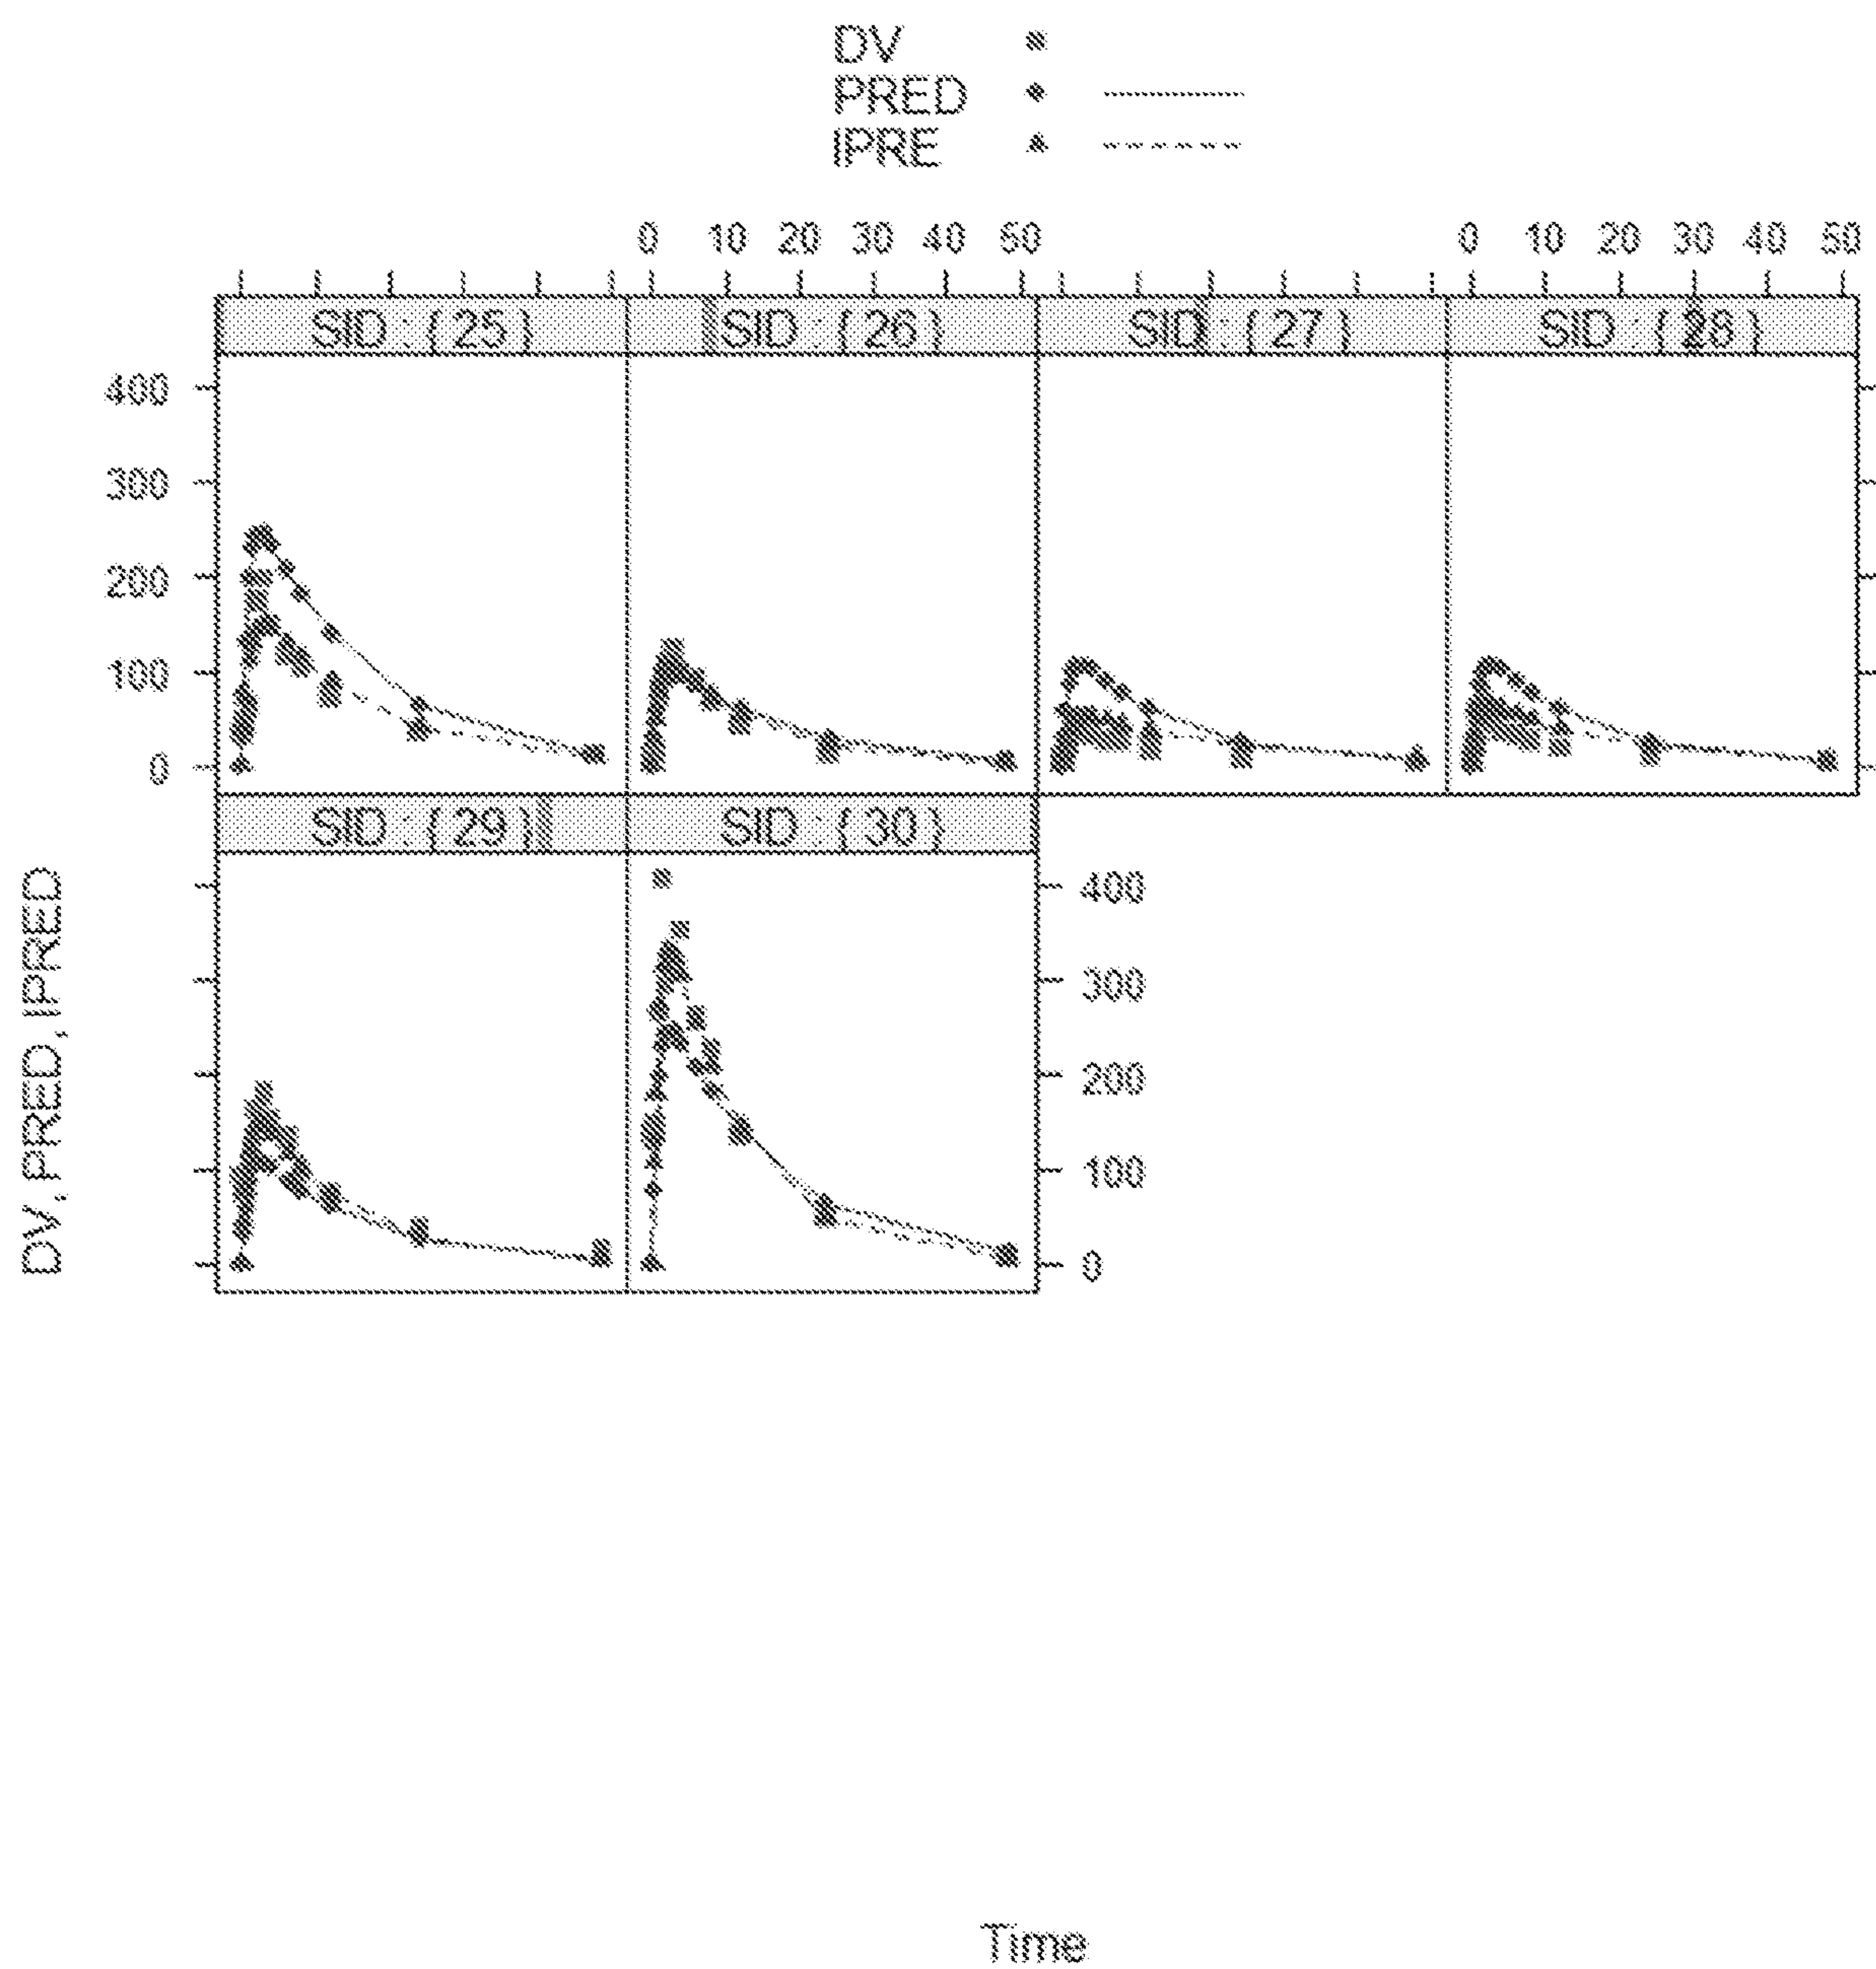 DV
PRED
IPRE
0 10 20 30 40 50 0 10 20 30 40 50
SID : { 25 } SID : { 26 } SID : { 27 } SID : { 28 }
400
300
200
100
0
SID : { 29 } SID : { 30 }
400
300
200
100
0
DV, PRED, IPRED
Time